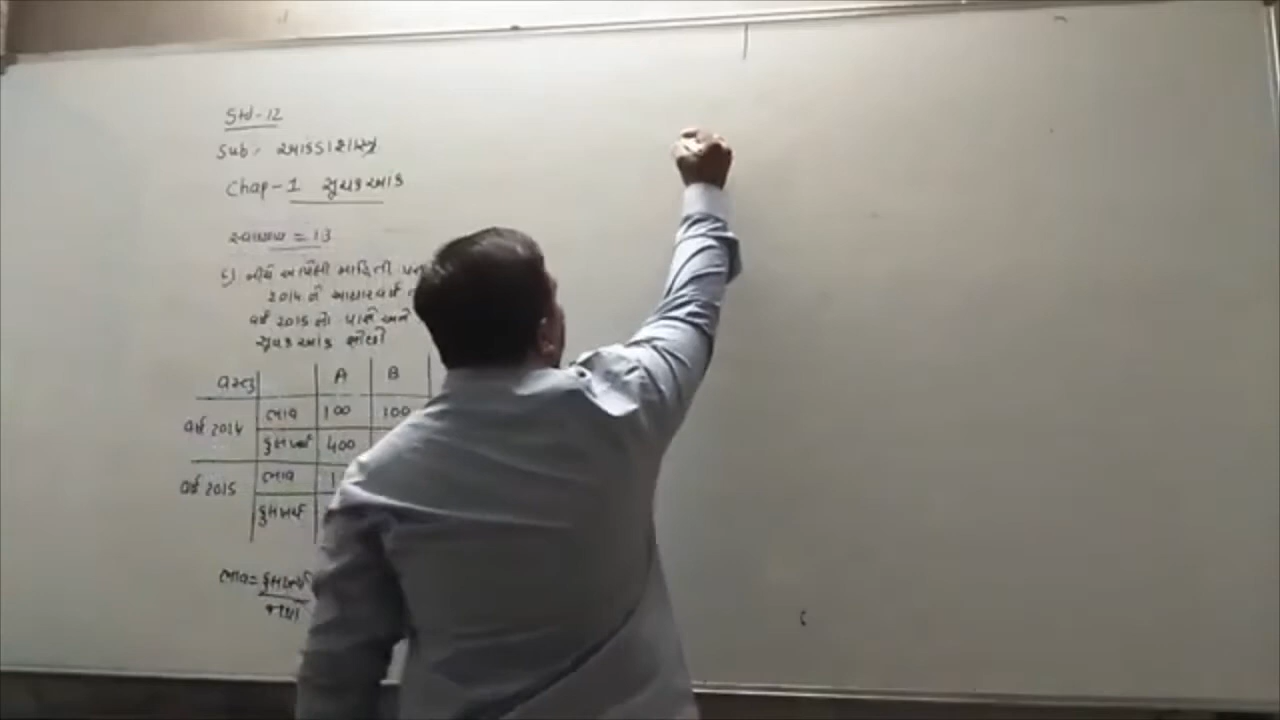 Std-12
Sub. આંકડાશાસ્ત્ર
Chap-1 સૂચકઆંક
સ્વાધ્યાય = 13
6) નીચે આપેલી માહિતી પર
2014 ને આધારવર્ષ
વર્ષ 2015 નો પાશે અને
સૂચકઆંક શોધો
વસ્તુ A B
વર્ષ 2014 ભાવ 100 100
કુલખર્ચ 400
વર્ષ 2015 ભાવ 1
કુલખર્ચ
ભાવ = કુલખર્ચ
જથ્થો